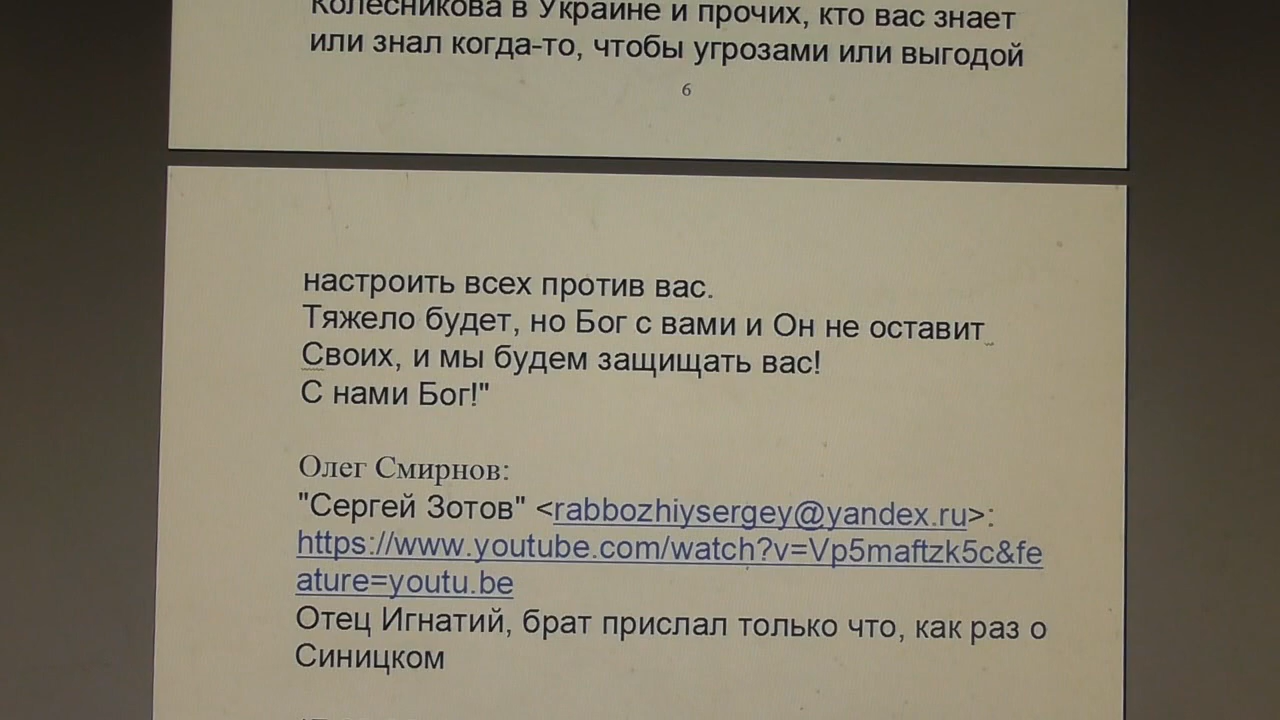 Колесникова в Украине и прочих, кто вас знает
или знал когда-то, чтобы угрозами или выгодой
6
настроить всех против вас.
Тяжело будет, но Бог с вами и Он не оставит
Своих, и мы будем защищать вас!
С нами Бог!"
Олег Смирнов:
"Сергей Зотов" <rabbozhiysergey@yandex.ru>:
https://www.youtube.com/watch?v=Vp5maftzk5c&fe
ature=youtu.be
Отец Игнатий, брат прислал только что, как раз о
Синицком